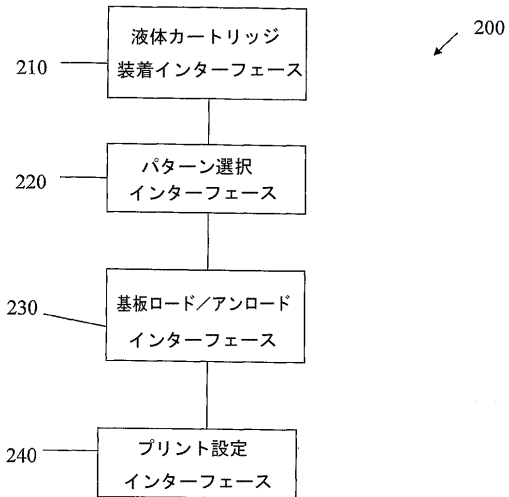 200
液体カートリッジ
装着インターフェース
210
パターン選択
インターフェース
220
基板ロード／アンロード
インターフェース
230
プリント設定
インターフェース
240